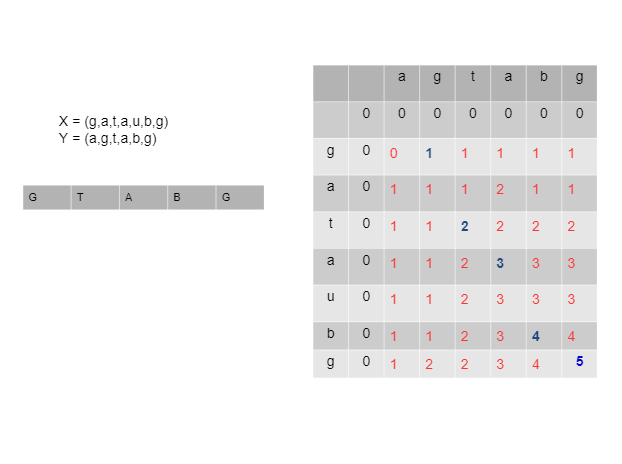 X = (g,a,t,a,u,b,g)
Y = (a,g,t,a,b,g)
G T A B G
a g t a b g
0 0 0 0 0 0 0
g 0 0 1 1 1 1 1
a 0 1 1 1 2 1 1
t 0 1 1 2 2 2 2
a 0 1 1 2 3 3 3
u 0 1 1 2 3 3 3
b 0 1 1 2 3 4 4
g 0 1 2 2 3 4 5